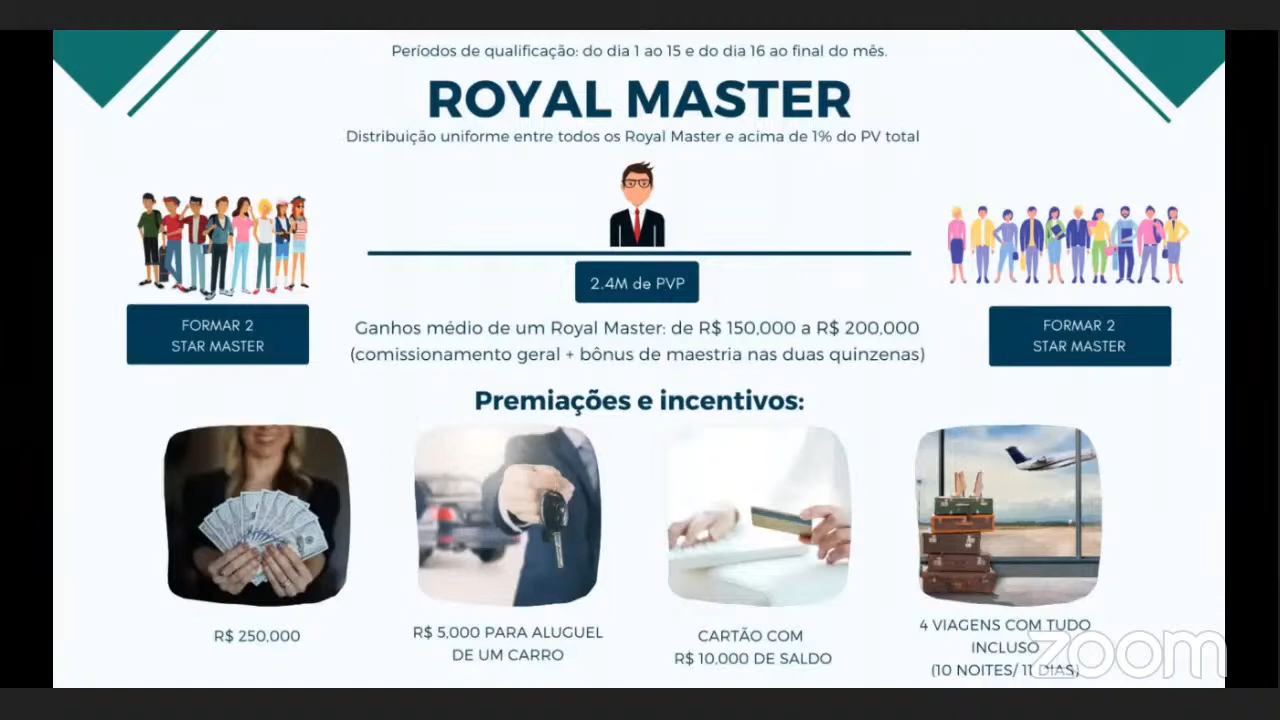 Períodos de qualificação: do dia 1 ao 15 e do dia 16 ao final do mês.
ROYAL MASTER
Distribuição uniforme entre todos os Royal Master e acima de 1% do PV total
2.4M de PVP
FORMAR 2
STAR MASTER
Ganhos médio de um Royal Master: de R$ 150,000 a R$ 200,000
(comissionamento geral + bônus de maestria nas duas quinzenas)
FORMAR 2
STAR MASTER
Premiações e incentivos:
R$ 250,000
R$ 5,000 PARA ALUGUEL
DE UM CARRO
CARTÃO COM
R$ 10,000 DE SALDO
4 VIAGENS COM TUDO
INCLUSO
(10 NOITES/ 11 DIAS)
zoom